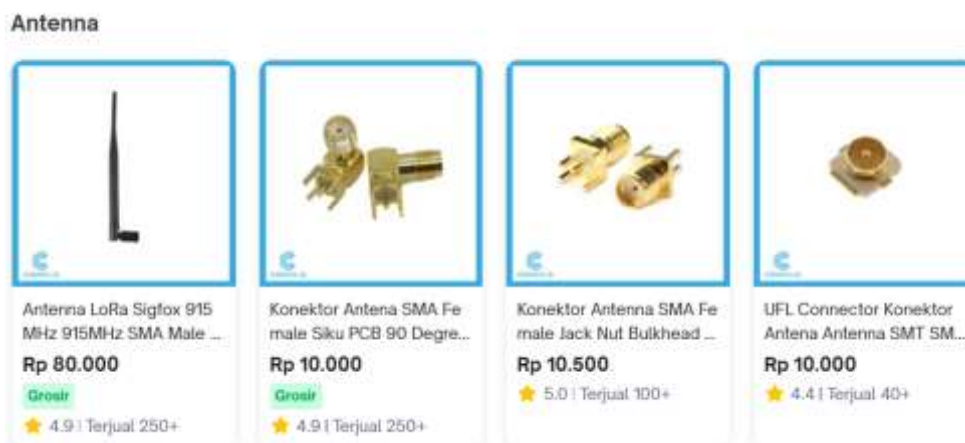 Antenna
Antenna LoRa Sigfox 915
MHz 915MHz SMA Male ...
Rp 80.000
Grosir
4.9 | Terjual 250+
Konektor Antena SMA Fe
male Siku PCB 90 Degre...
Rp 10.000
Grosir
4.9 | Terjual 250+
Konektor Antenna SMA Fe
male Jack Nut Bulkhead ...
Rp 10.500
5.0 | Terjual 100+
UFL Connector Konektor
Antena Antenna SMT SM...
Rp 10.000
4.4 | Terjual 40+